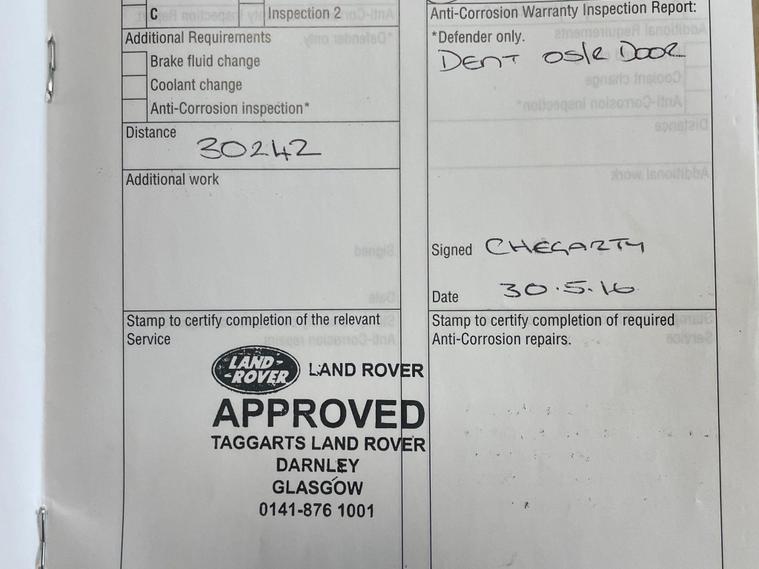 C
Inspection 2
Additional Requirements
Brake fluid change
Coolant change
Anti-Corrosion inspection*
Distance
30242
Additional work
Stamp to certify completion of the relevant
Service
LAND-
-ROVER
LAND ROVER
APPROVED
TAGGARTS LAND ROVER
DARNLEY
GLASGOW
0141-876 1001
Anti-Corrosion Warranty Inspection Report:
*Defender only.
DENT OS/R DOOR
Signed CHEGARTY
Date 30.5.16
Stamp to certify completion of required
Anti-Corrosion repairs.